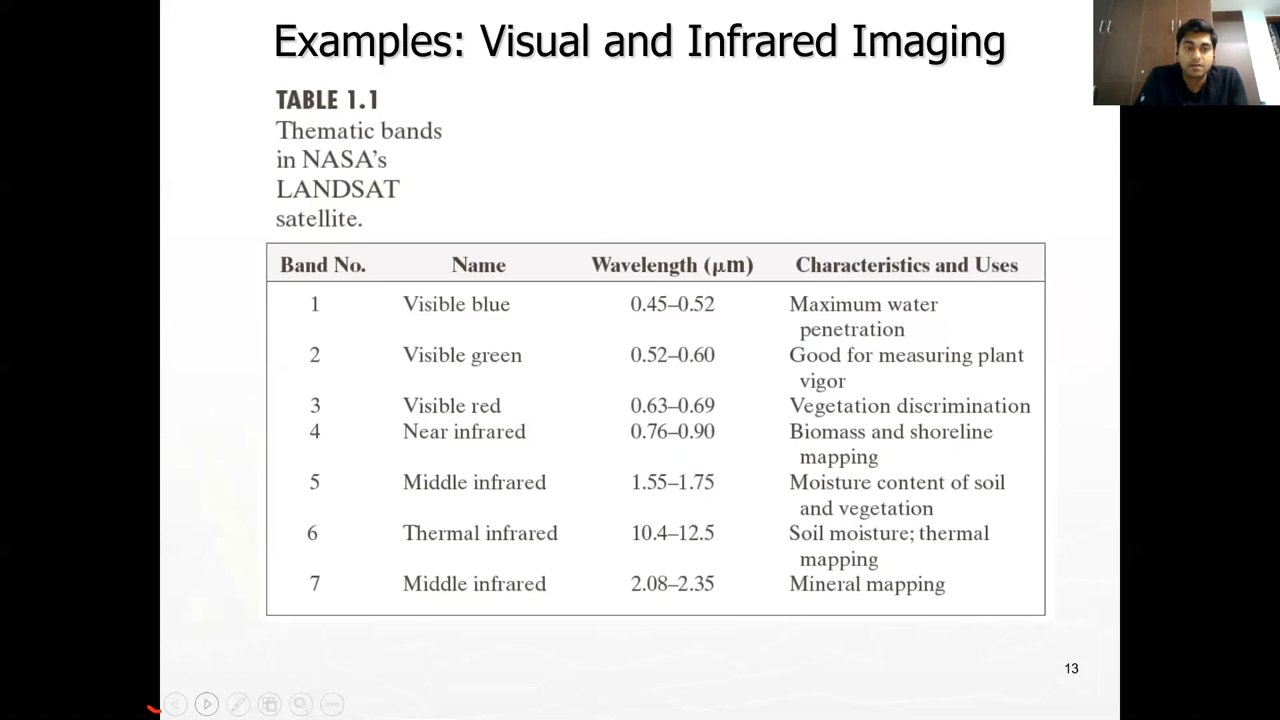 Examples: Visual and Infrared Imaging
TABLE 1.1
Thematic bands
in NASA's
LANDSAT
satellite.
Band No. Name Wavelength (μm) Characteristics and Uses
1 Visible blue 0.45–0.52 Maximum water
penetration
2 Visible green 0.52–0.60 Good for measuring plant
vigor
3 Visible red 0.63–0.69 Vegetation discrimination
4 Near infrared 0.76–0.90 Biomass and shoreline
mapping
5 Middle infrared 1.55–1.75 Moisture content of soil
and vegetation
6 Thermal infrared 10.4–12.5 Soil moisture; thermal
mapping
7 Middle infrared 2.08–2.35 Mineral mapping
13